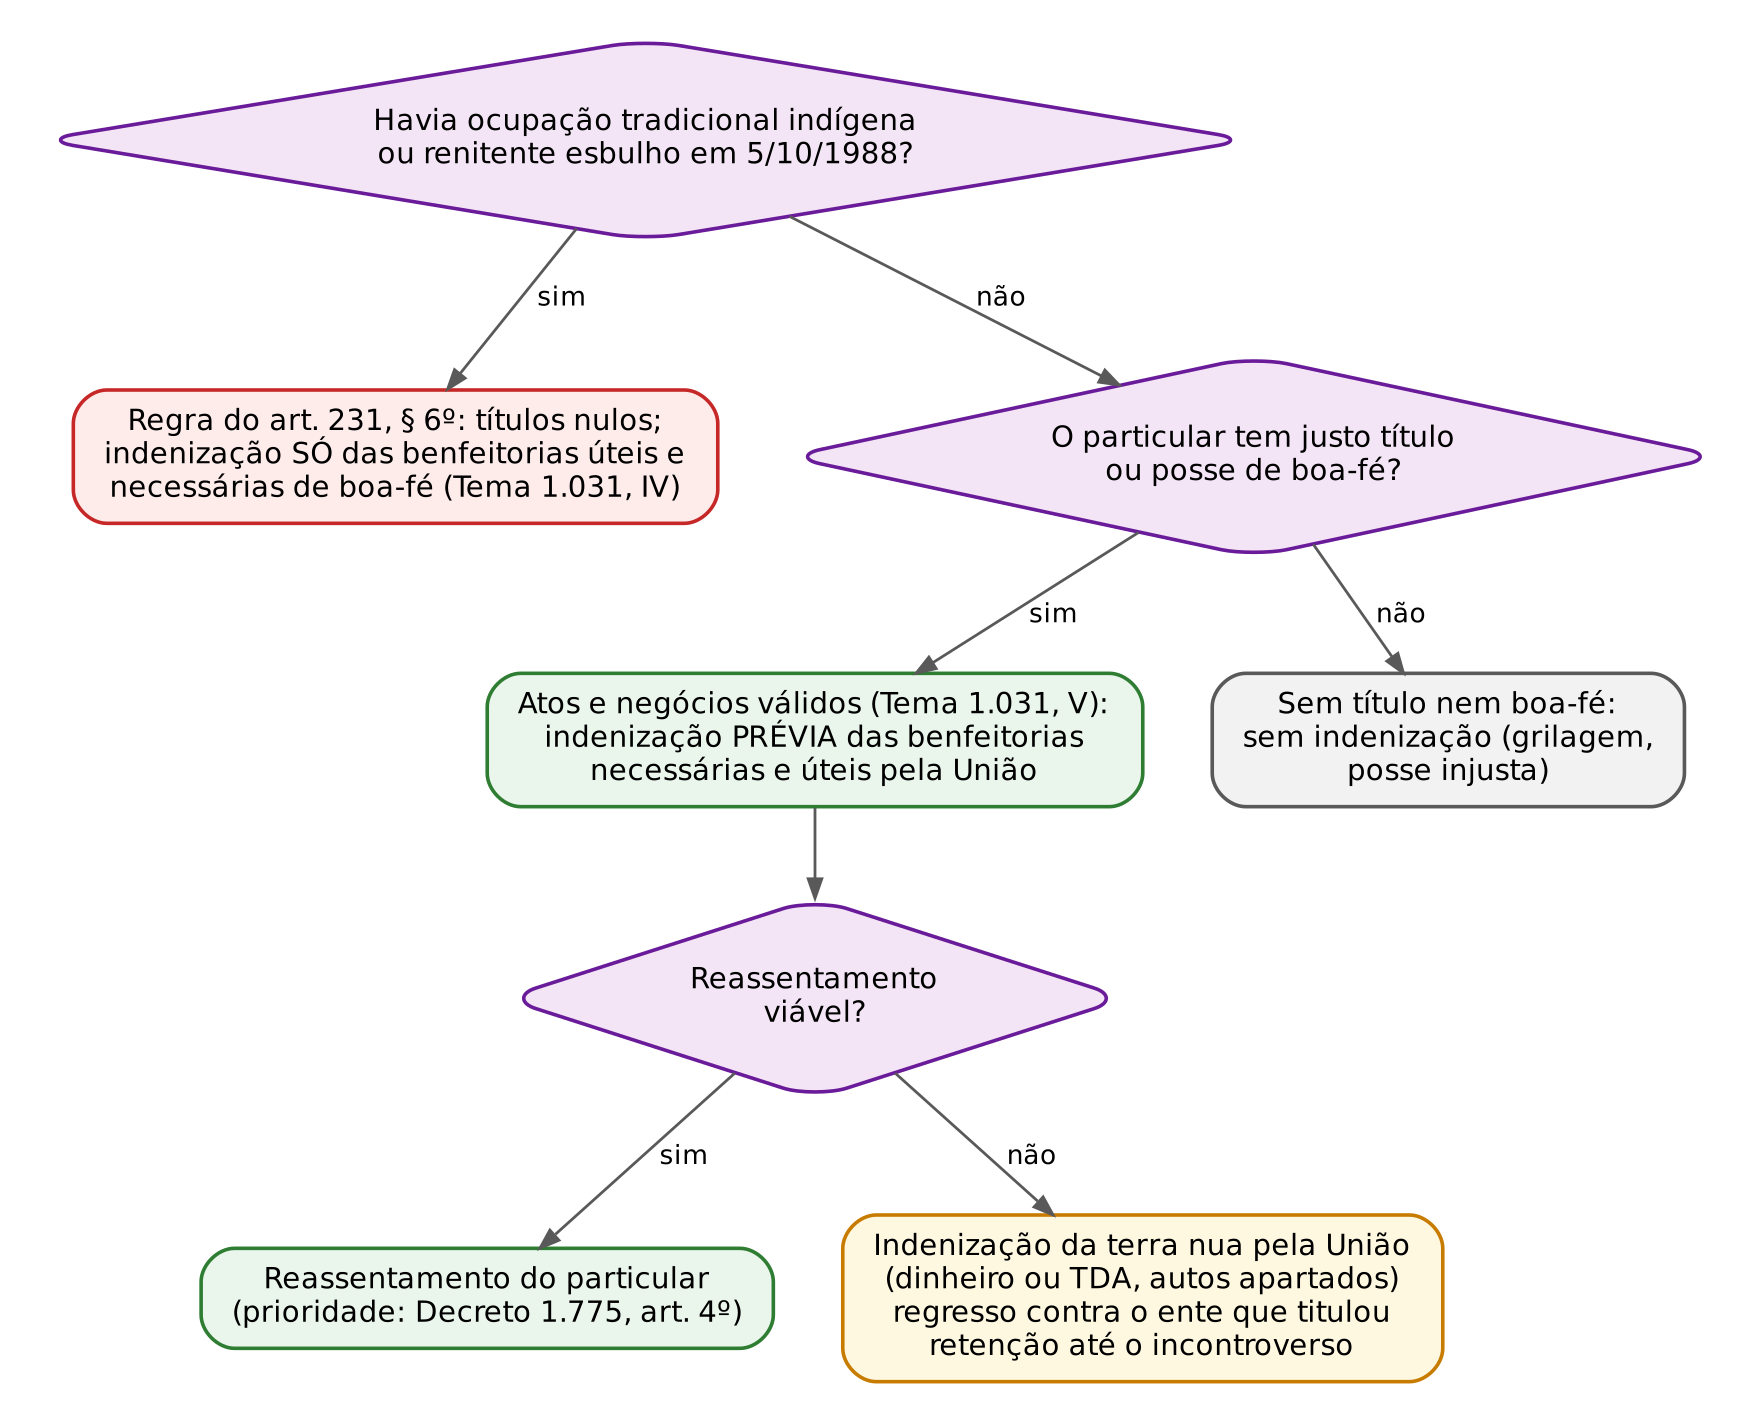 Havia ocupação tradicional indígena
ou renitente esbulho em 5/10/1988?
sim
não
Regra do art. 231, § 6º: títulos nulos;
indenização SÓ das benfeitorias úteis e
necessárias de boa-fé (Tema 1.031, IV)
O particular tem justo título
ou posse de boa-fé?
sim
não
Atos e negócios válidos (Tema 1.031, V):
indenização PRÉVIA das benfeitorias
necessárias e úteis pela União
Sem título nem boa-fé:
sem indenização (grilagem,
posse injusta)
Reassentamento
viável?
sim
não
Reassentamento do particular
(prioridade: Decreto 1.775, art. 4º)
Indenização da terra nua pela União
(dinheiro ou TDA, autos apartados)
regresso contra o ente que titulou
retenção até o incontroverso